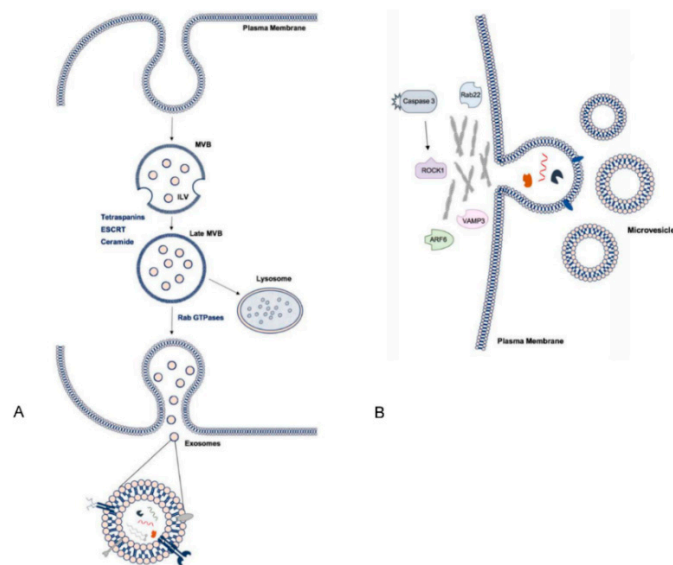 Plasma Membrane
MVB
ILV
Tetraspanins
ESCRT
Ceramide
Late MVB
Lysosome
Rab GTPases
Exosomes
A
Caspase 3
Rab22
ROCK1
VAMP3
ARF6
Microvesicle
Plasma Membrane
B